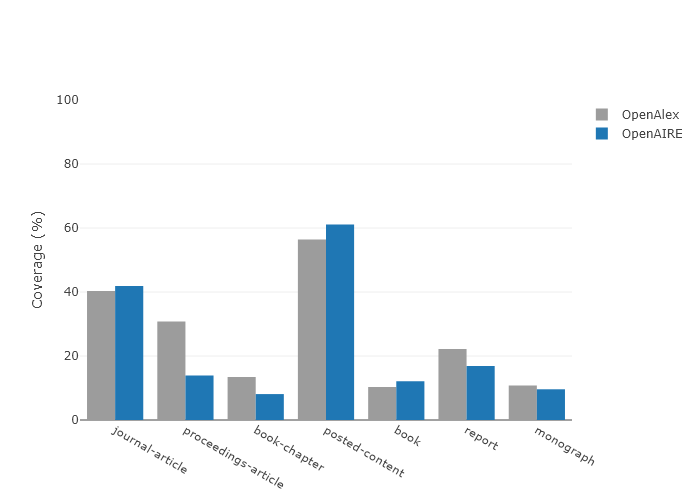 100
80
60
40
20
0
Coverage (%)
journal-article
proceedings-article
book-chapter
posted-content
book
report
monograph
OpenAlex
OpenAIRE